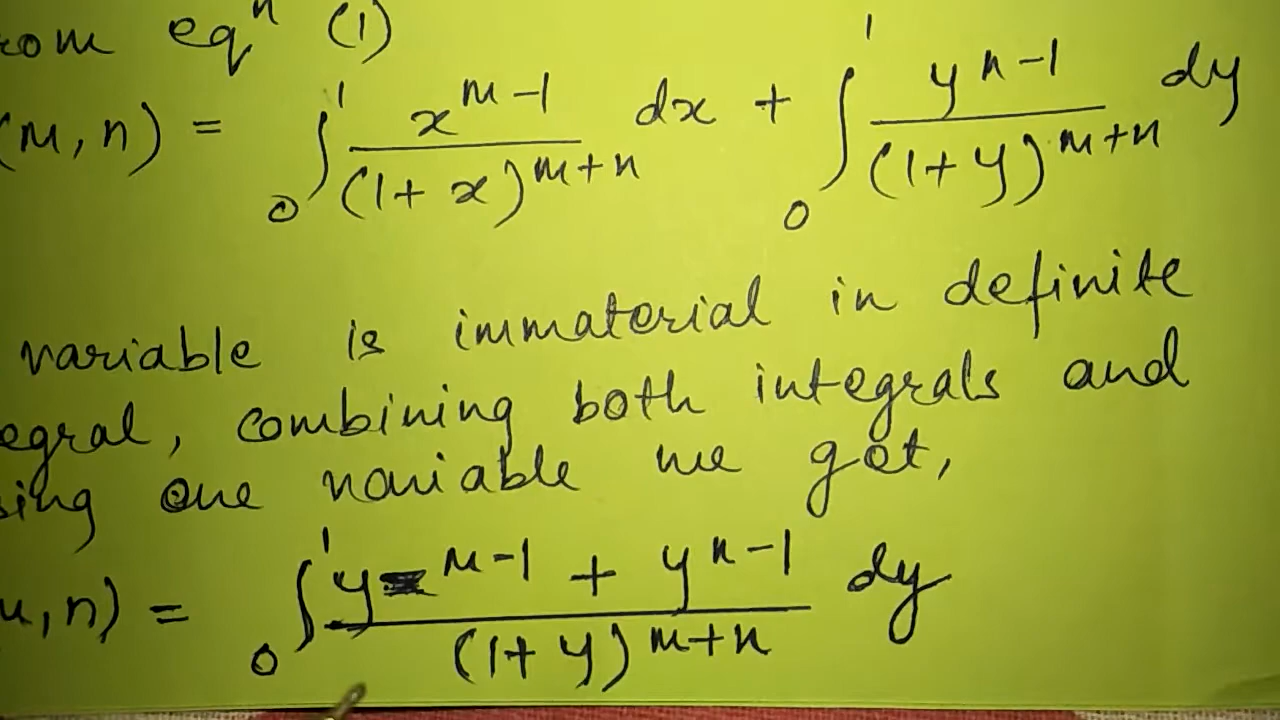 rom eqⁿ (1)
(m, n) = ∫₀¹ x^{m-1} / (1+x)^{m+n} dx + ∫₀¹ y^{n-1} / (1+y)^{m+n} dy
variable is immaterial in definite
egral, combining both integrals and
sing one variable we get,
m, n) = ∫₀¹ y^{m-1} + y^{n-1} / (1+y)^{m+n} dy